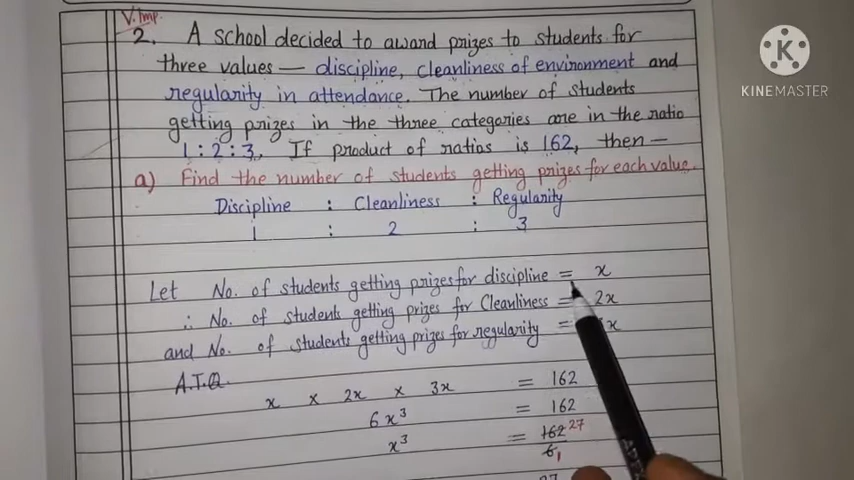 V. Imp.
2. A school decided to award prizes to students for
three values — discipline, cleanliness of environment and
regularity in attendance. The number of students
getting prizes in the three categories are in the ratio
1 : 2 : 3. If product of ratios is 162, then —
a) Find the number of students getting prizes for each value.
Discipline : Cleanliness : Regularity
1 : 2 : 3
Let No. of students getting prizes for discipline = x
∴ No. of students getting prizes for Cleanliness = 2x
and No. of students getting prizes for regularity = x
A.T.Q.
x × 2x × 3x = 162
6x³ = 162
x³ = 162 27
6 1
KINEMASTER